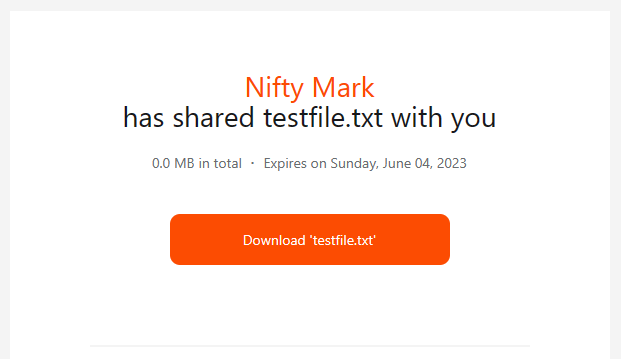 Nifty Mark
has shared testfile.txt with you
0.0 MB in total · Expires on Sunday, June 04, 2023
Download 'testfile.txt'